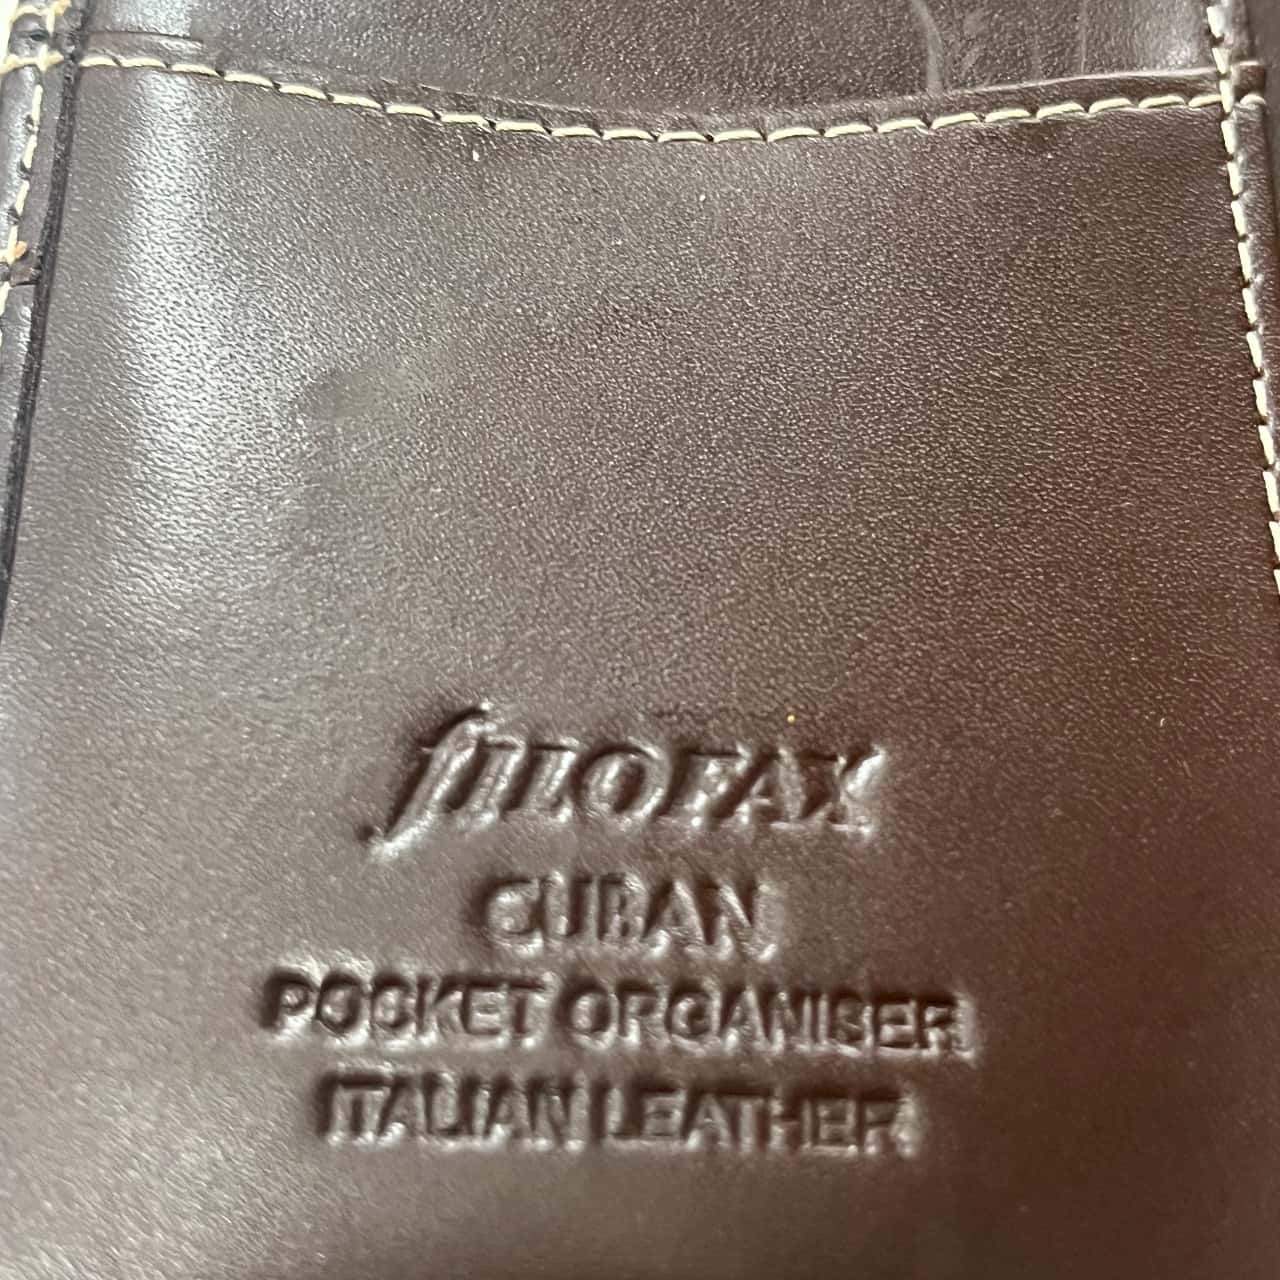 fILOFAX
CUBAN
POCKET ORGANISER
ITALIAN LEATHER